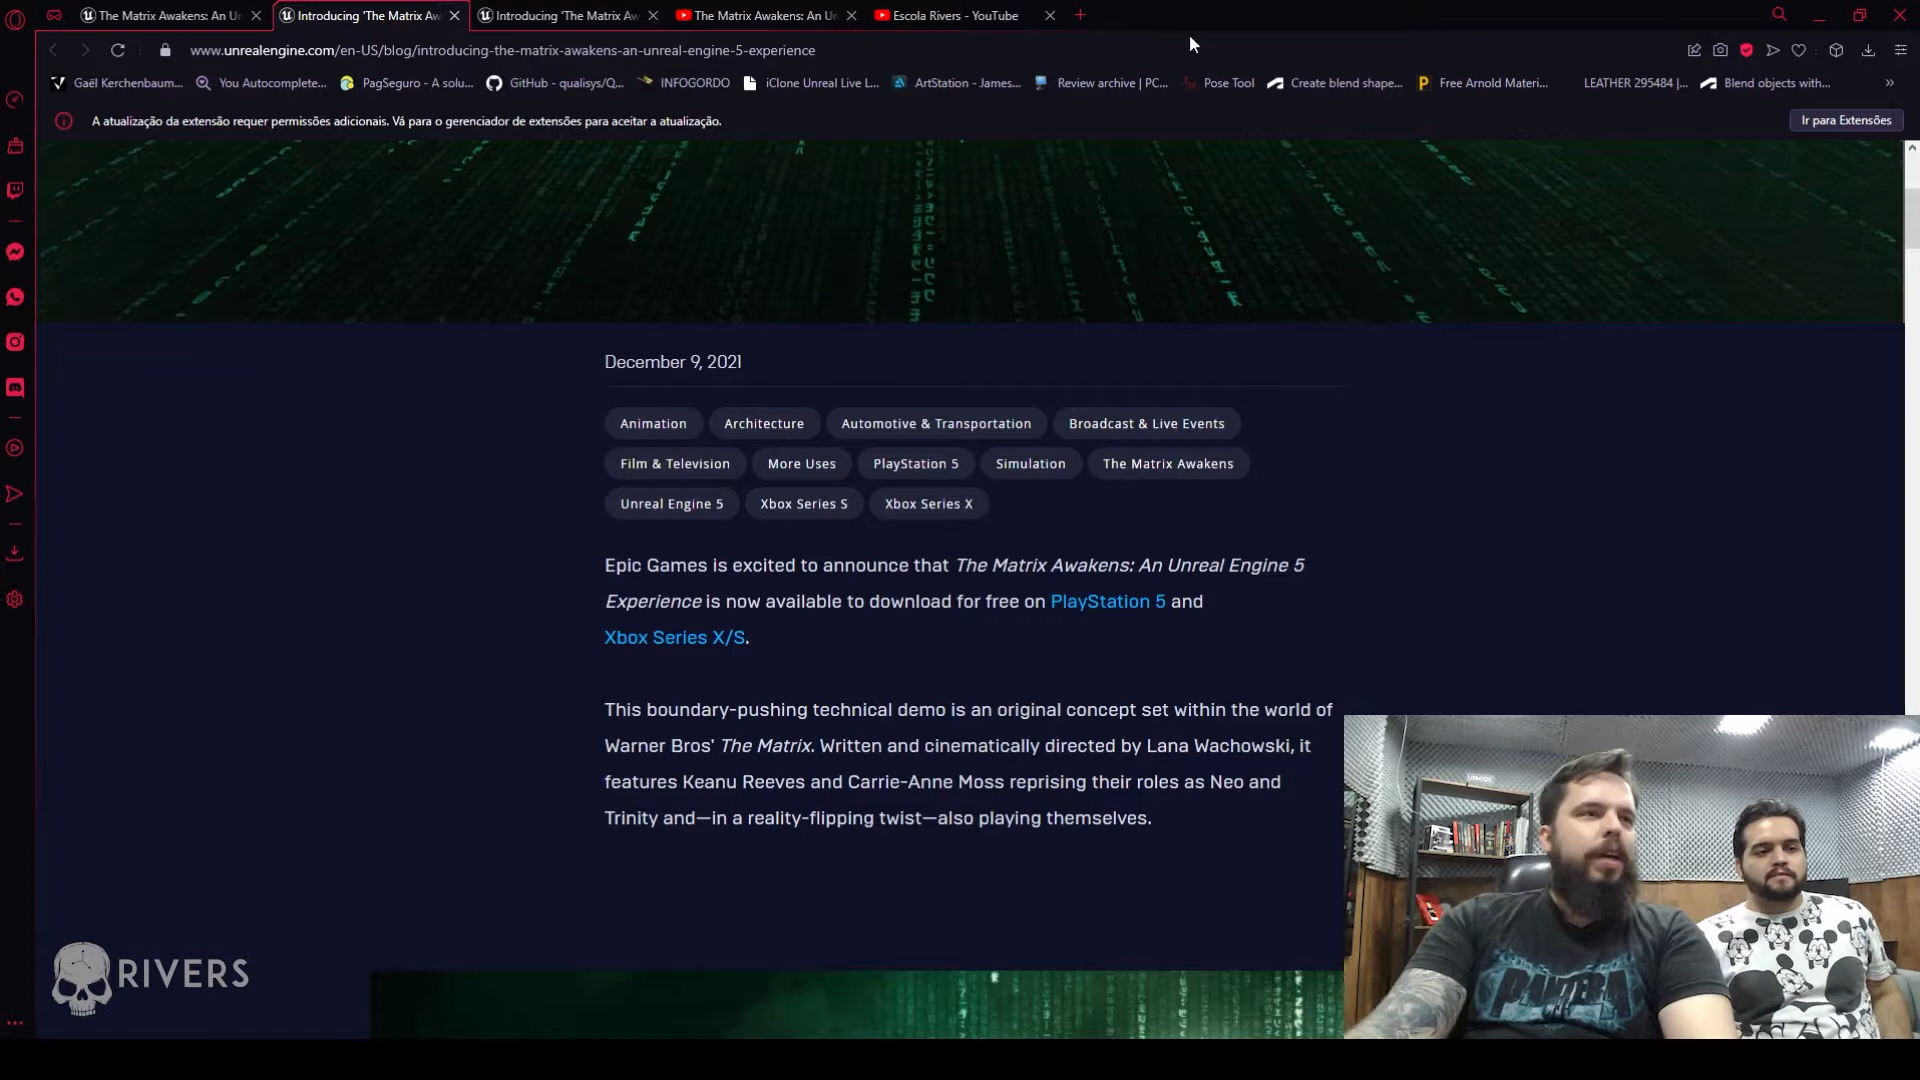 The Matrix Awakens: An Un
Introducing 'The Matrix Aw
Introducing 'The Matrix Aw
The Matrix Awakens: An Un
Escola Rivers - YouTube
www.unrealengine.com/en-US/blog/introducing-the-matrix-awakens-an-unreal-engine-5-experience
Gaël Kerchenbaum...
You Autocomplete...
PagSeguro - A solu...
GitHub - qualisys/Q...
INFOGORDO
iClone Unreal Live L...
ArtStation - James...
Review archive | PC...
Pose Tool
Create blend shape...
Free Arnold Materi...
LEATHER 295484 |...
Blend objects with...
A atualização da extensão requer permissões adicionais. Vá para o gerenciador de extensões para aceitar a atualização.
Ir para Extensões
December 9, 2021
Animation
Architecture
Automotive & Transportation
Broadcast & Live Events
Film & Television
More Uses
PlayStation 5
Simulation
The Matrix Awakens
Unreal Engine 5
Xbox Series S
Xbox Series X
Epic Games is excited to announce that The Matrix Awakens: An Unreal Engine 5
Experience is now available to download for free on PlayStation 5 and
Xbox Series X/S.
This boundary-pushing technical demo is an original concept set within the world of
Warner Bros' The Matrix. Written and cinematically directed by Lana Wachowski, it
features Keanu Reeves and Carrie-Anne Moss reprising their roles as Neo and
Trinity and—in a reality-flipping twist—also playing themselves.
RIVERS
PANTERA